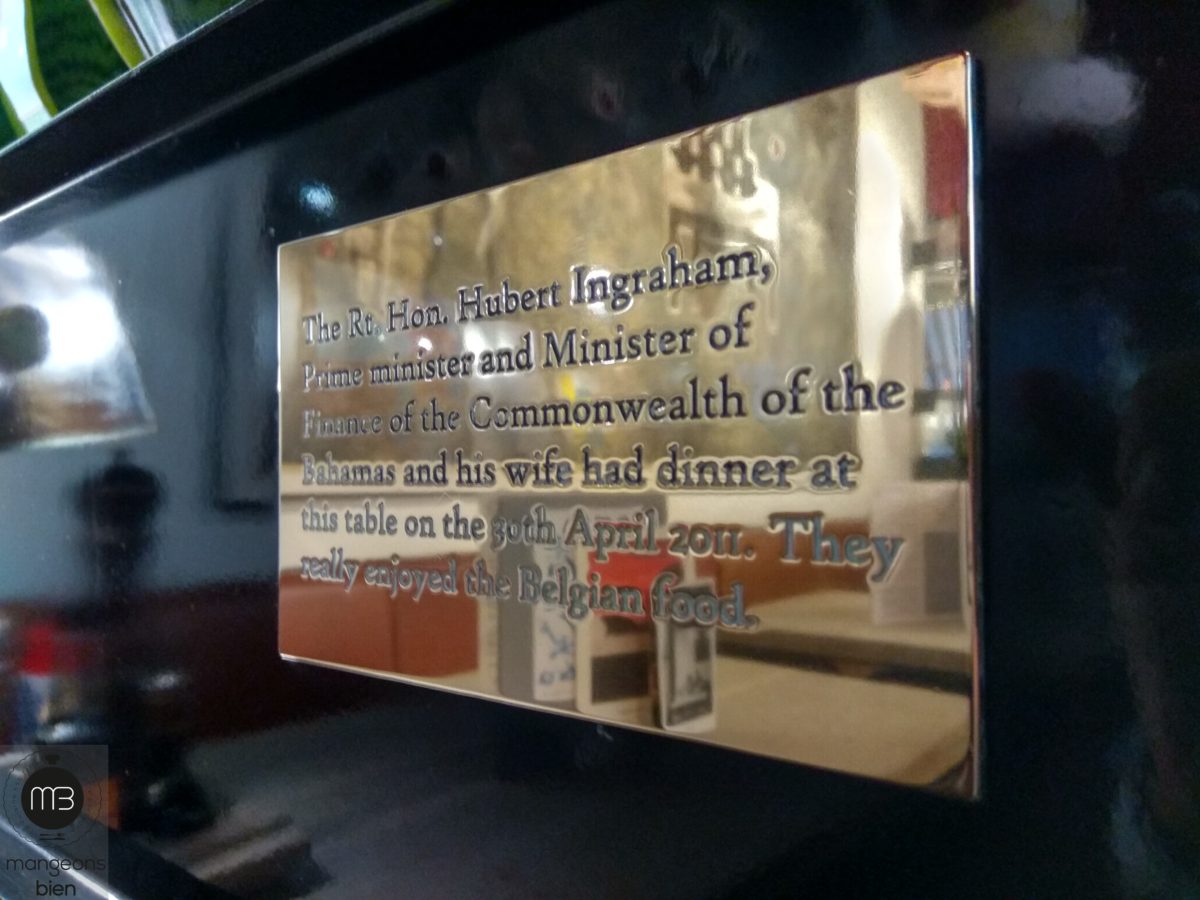 The Rt. Hon. Hubert Ingraham,
Prime minister and Minister of
Finance of the Commonwealth of the
Bahamas and his wife had dinner at
this table on the 30th April 2011. They
really enjoyed the Belgian food.
MB
mangeons
bien